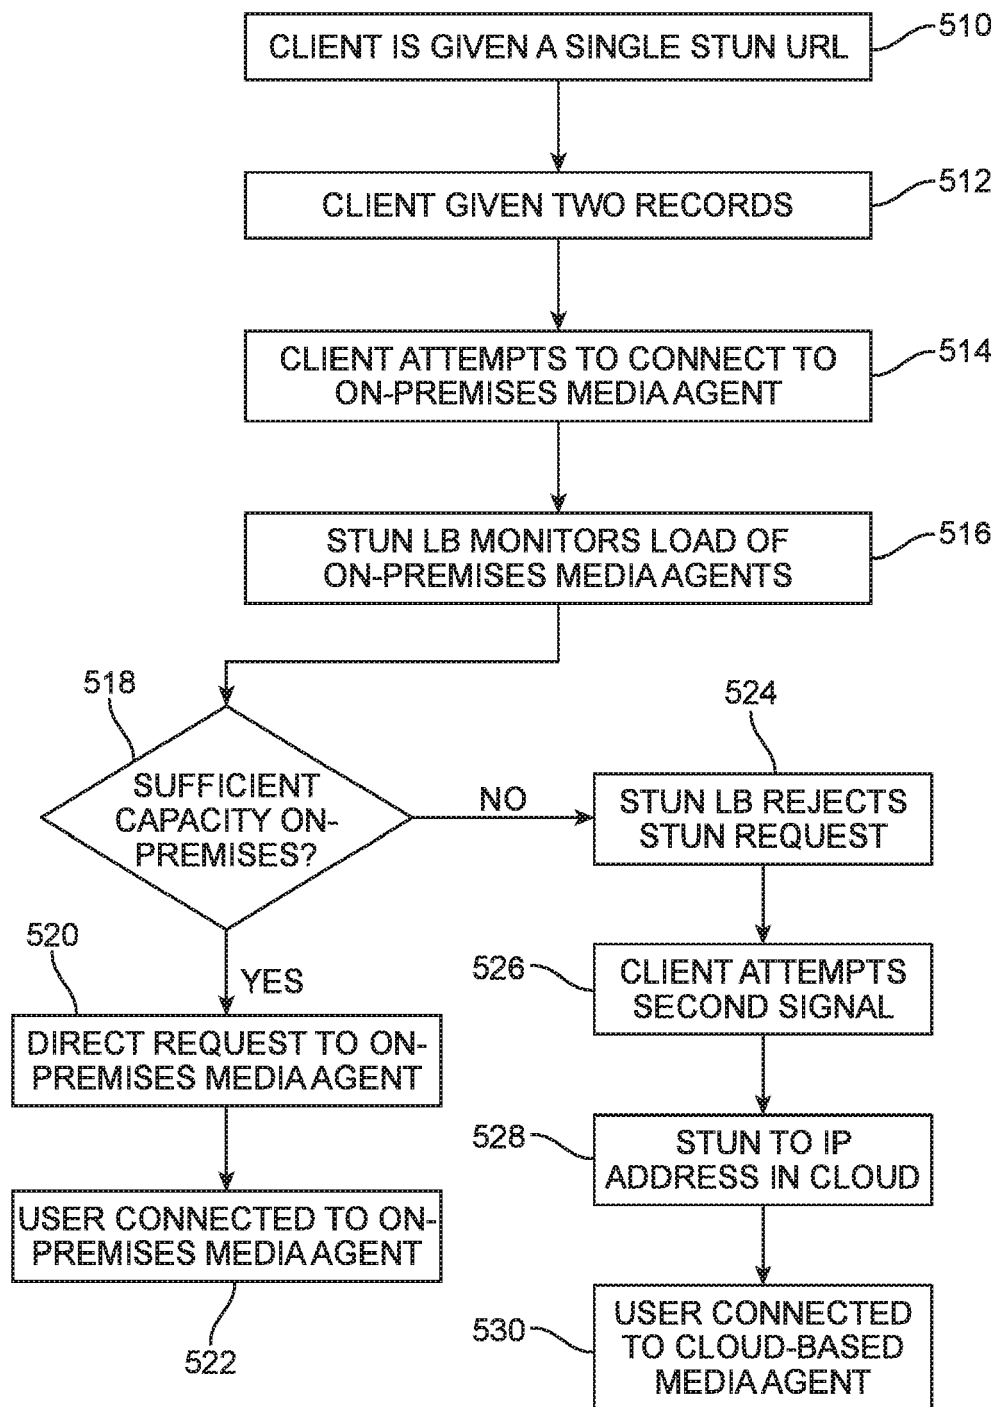 CLIENT IS GIVEN A SINGLE STUN URL
510
CLIENT GIVEN TWO RECORDS
512
CLIENT ATTEMPTS TO CONNECT TO
ON-PREMISES MEDIA AGENT
514
STUN LB MONITORS LOAD OF
ON-PREMISES MEDIA AGENTS
516
518
SUFFICIENT
CAPACITY ON-
PREMISES?
NO
YES
520
DIRECT REQUEST TO ON-
PREMISES MEDIA AGENT
USER CONNECTED TO ON-
PREMISES MEDIA AGENT
522
524
STUN LB REJECTS
STUN REQUEST
526
CLIENT ATTEMPTS
SECOND SIGNAL
528
STUN TO IP
ADDRESS IN CLOUD
530
USER CONNECTED
TO CLOUD-BASED
MEDIA AGENT